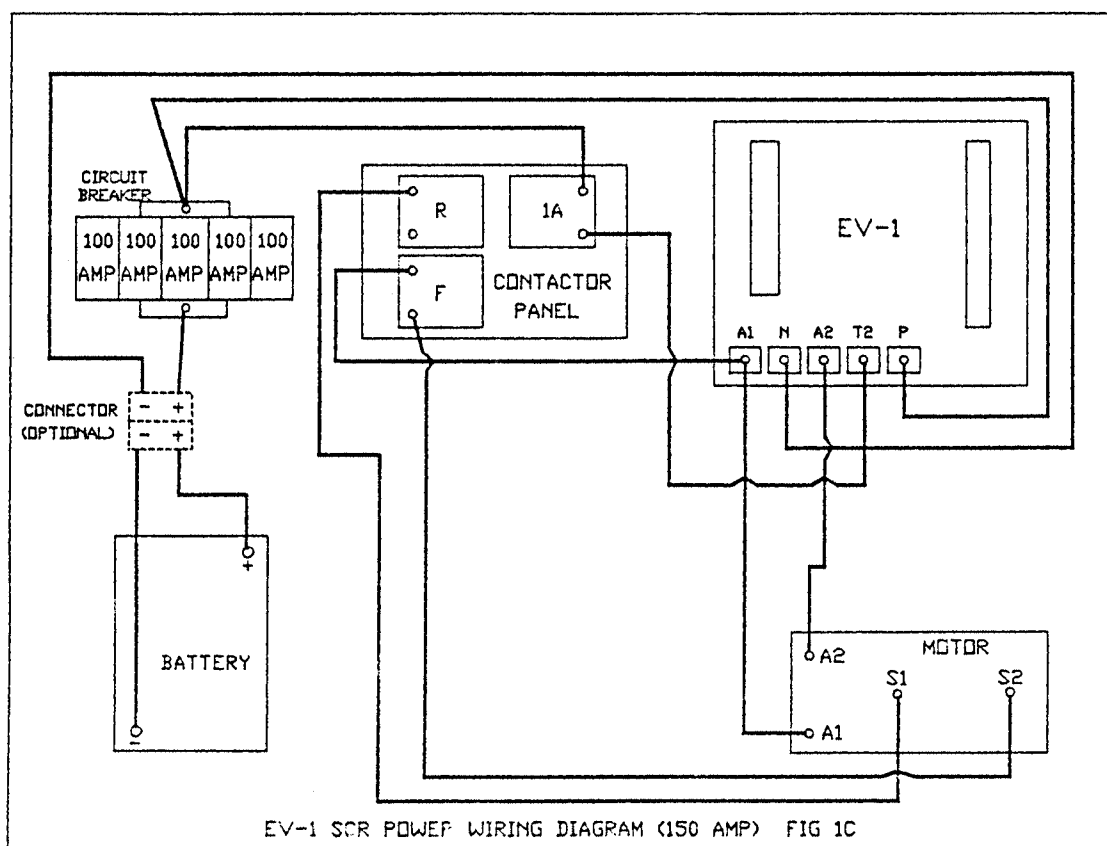 CIRCUIT
BREAKER
100 100 100 100 100
AMP AMP AMP AMP AMP
R
1A
F
CONTACTOR
PANEL
EV-1
A1 N A2 T2 P
CONNECTOR
(OPTIONAL)
- +
- +
+
BATTERY
-
MOTOR
A2
S1
S2
A1
EV-1 SCR POWER WIRING DIAGRAM (150 AMP) FIG 1C